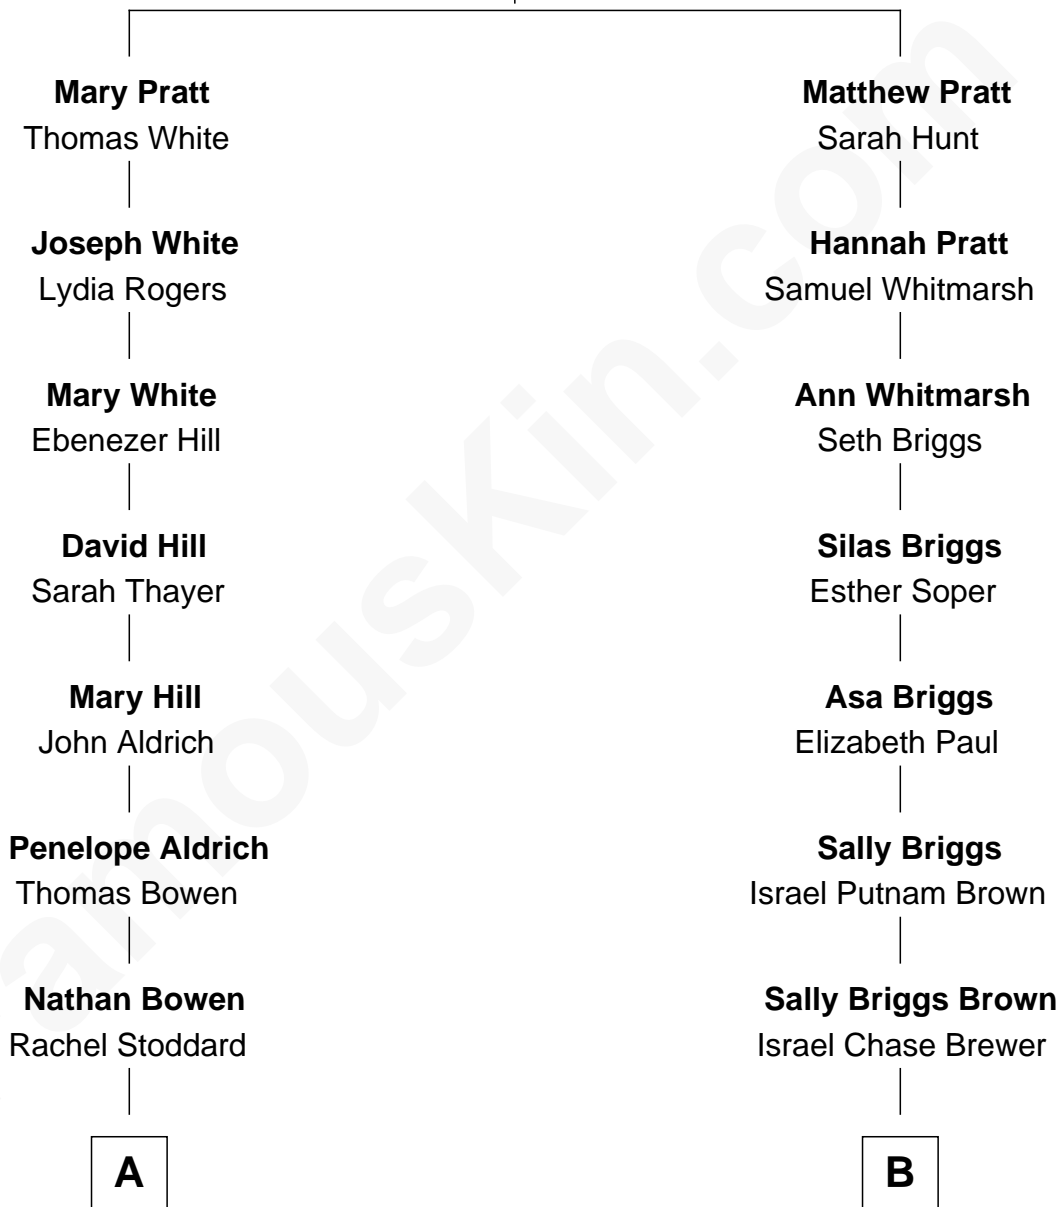 Mary Pratt
Thomas White
Joseph White
Lydia Rogers
Mary White
Ebenezer Hill
David Hill
Sarah Thayer
Mary Hill
John Aldrich
Penelope Aldrich
Thomas Bowen
Nathan Bowen
Rachel Stoddard
A
Matthew Pratt
Sarah Hunt
Hannah Pratt
Samuel Whitmarsh
Ann Whitmarsh
Seth Briggs
Silas Briggs
Esther Soper
Asa Briggs
Elizabeth Paul
Sally Briggs
Israel Putnam Brown
Sally Briggs Brown
Israel Chase Brewer
B
amouskin.com